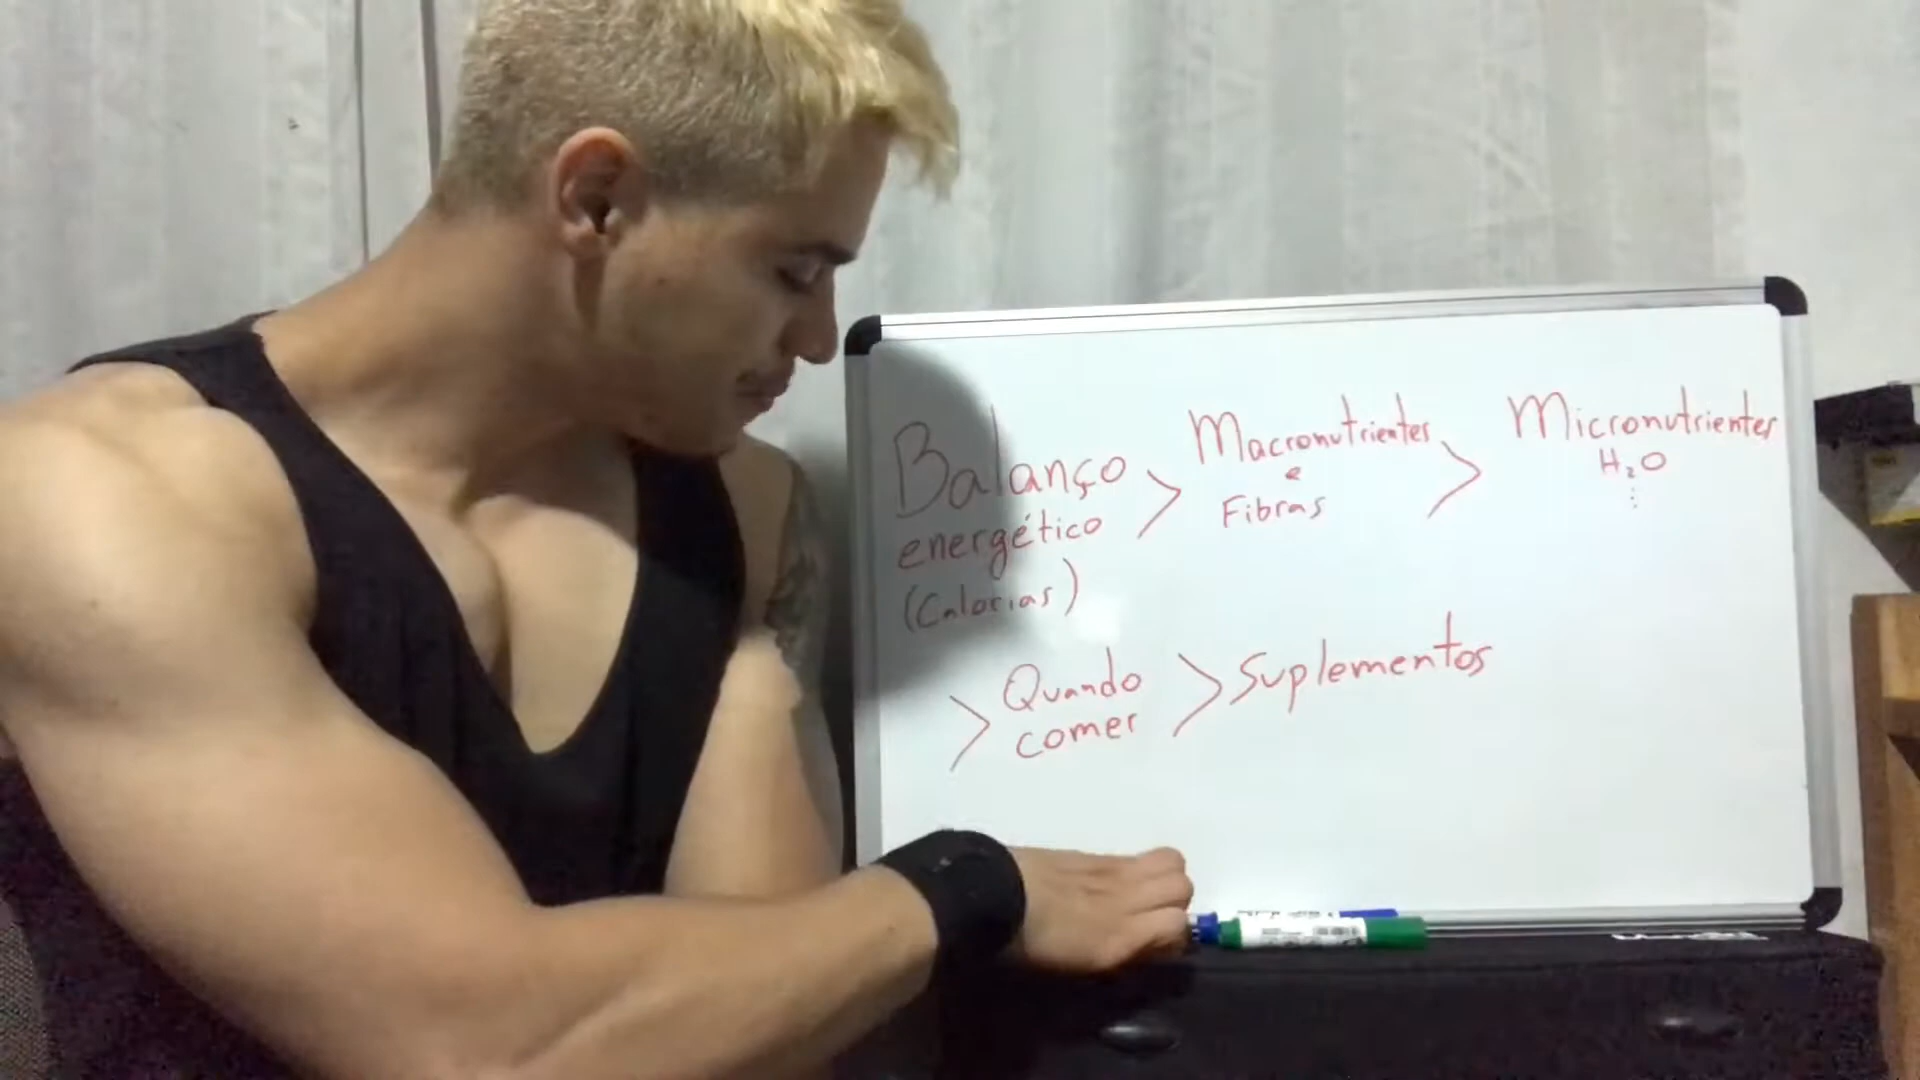 Balanço
energético
(Calorias)
>
Macronutrientes
e
Fibras
>
Micronutrientes
H₂O
⋮
> Quando
comer
> Suplementos